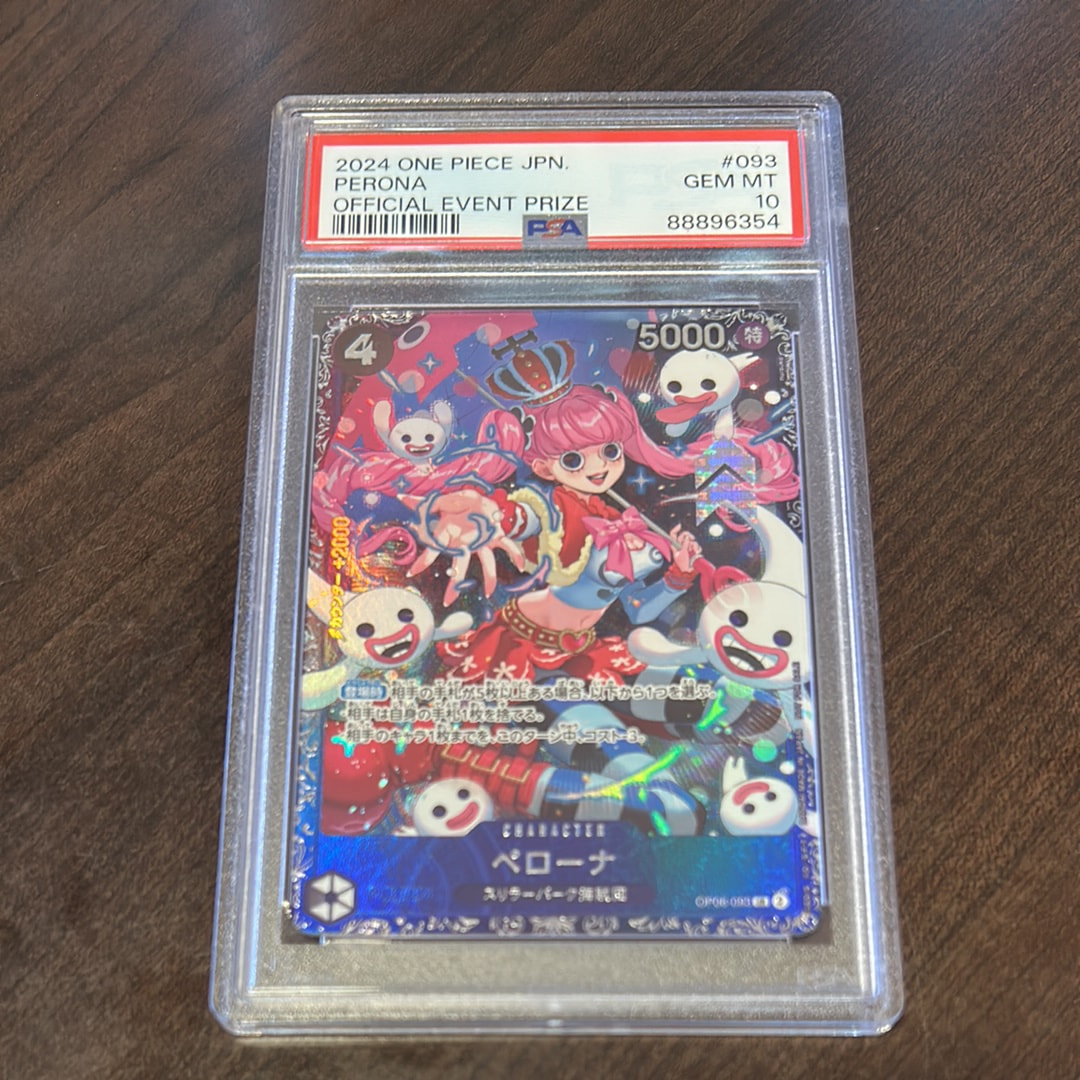 2024 ONE PIECE JPN. #093
PERONA GEM MT
OFFICIAL EVENT PRIZE 10
PSA 88896354
4
5000 特
カウンター +2000
登場時 相手の手札が5枚以上ある場合、以下から1つを選ぶ。
・相手は自身の手札1枚を捨てる。
・相手のキャラ1枚までを、このターン中、コスト-3。
CHARACTER
ペローナ
スリラーバーク海賊団
OP06-093 SR 2